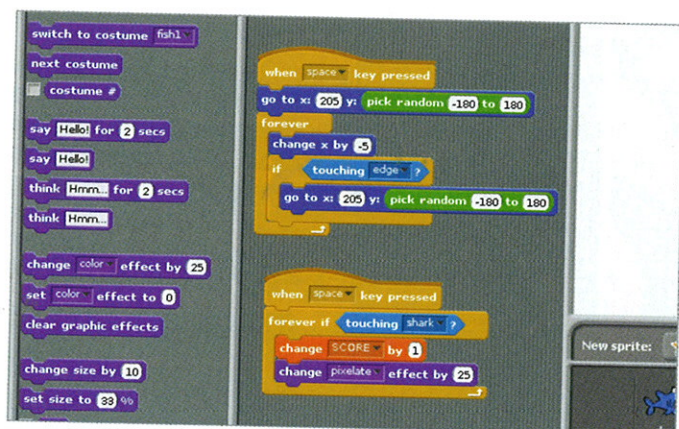 switch to costume fish1
next costume
costume #
say Hello! for 2 secs
say Hello!
think Hmm... for 2 secs
think Hmm...
change color effect by 25
set color effect to 0
clear graphic effects
change size by 10
set size to 33 %
when space key pressed
go to x: 205 y: pick random -180 to 180
forever
change x by -5
if touching edge ?
go to x: 205 y: pick random -180 to 180
when space key pressed
forever if touching shark ?
change SCORE by 1
change pixelate effect by 25
New sprite: